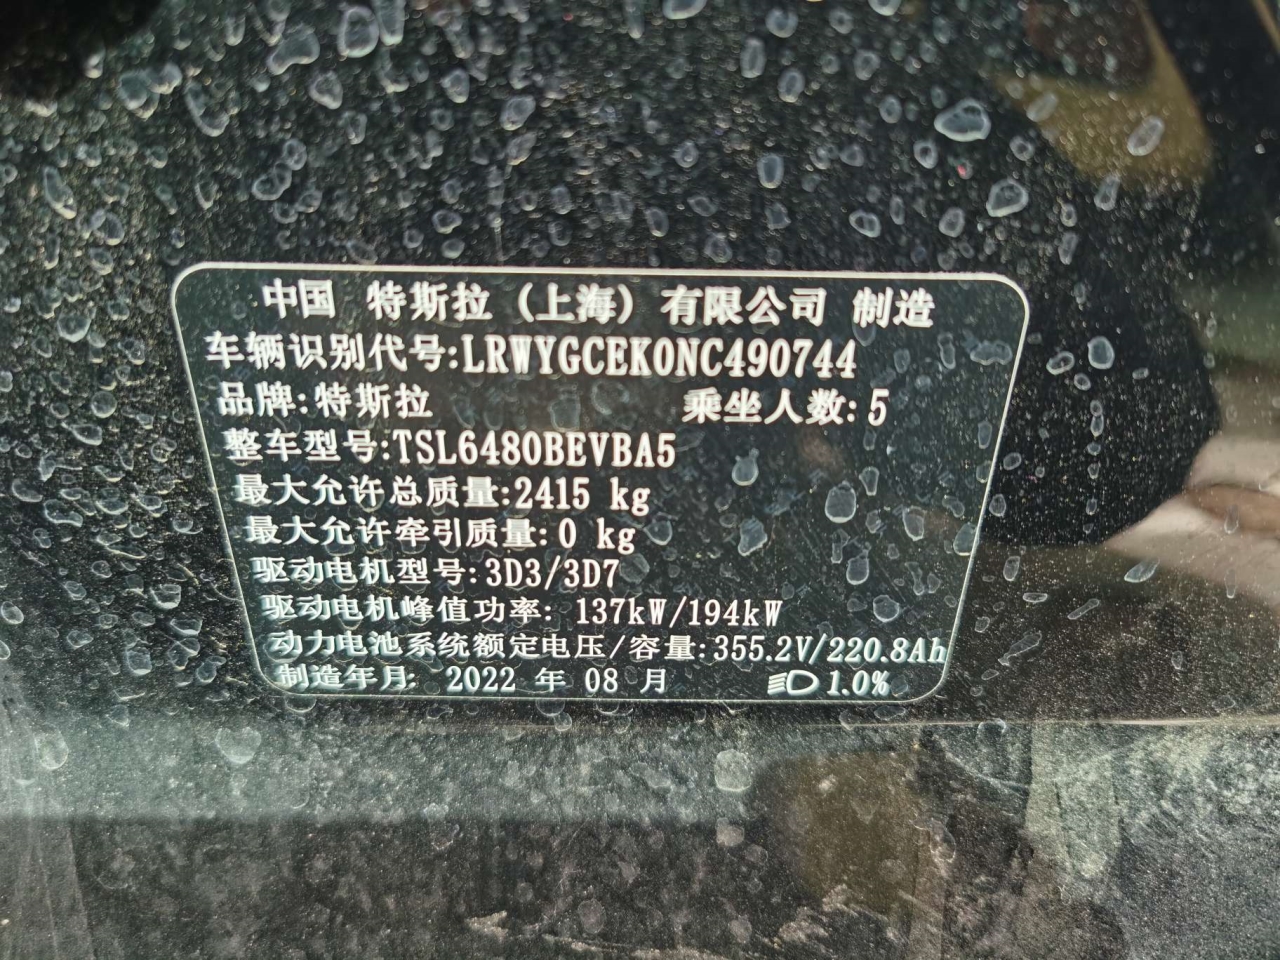 中国 特斯拉（上海）有限公司 制造
车辆识别代号:LRWYGCEK0NC490744
品牌:特斯拉 乘坐人数:5
整车型号:TSL6480BEVBA5
最大允许总质量:2415 kg
最大允许牵引质量: 0 kg
驱动电机型号:3D3/3D7
驱动电机峰值功率: 137kW/194kW
动力电池系统额定电压/容量:355.2V/220.8Ah
制造年月: 2022 年 08 月 1.0%